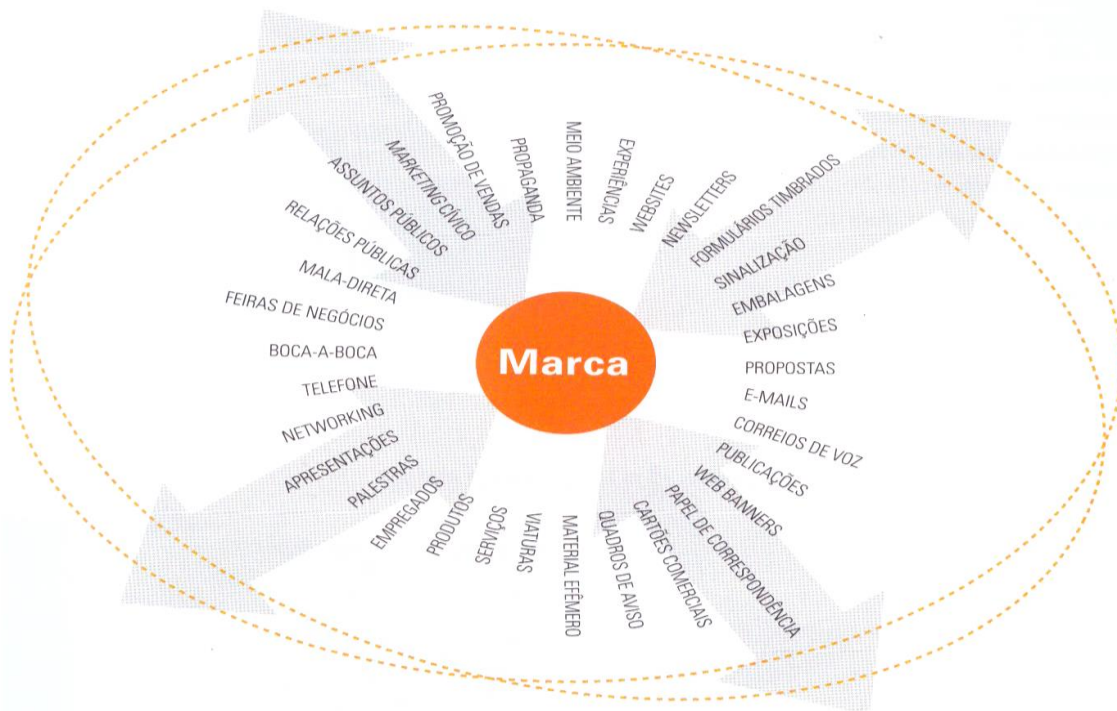 Marca
MEIO AMBIENTE
EXPERIÊNCIAS
WEBSITES
NEWSLETTERS
FORMULÁRIOS TIMBRADOS
SINALIZAÇÃO
EMBALAGENS
EXPOSIÇÕES
PROPOSTAS
E-MAILS
CORREIOS DE VOZ
PUBLICAÇÕES
WEB BANNERS
PAPEL DE CORRESPONDÊNCIA
CARTÕES COMERCIAIS
QUADROS DE AVISO
MATERIAL EFÊMERO
VIATURAS
SERVIÇOS
PRODUTOS
EMPREGADOS
PALESTRAS
APRESENTAÇÕES
NETWORKING
TELEFONE
BOCA-A-BOCA
FEIRAS DE NEGÓCIOS
MALA-DIRETA
RELAÇÕES PÚBLICAS
ASSUNTOS PÚBLICOS
MARKETING CÍVICO
PROMOÇÃO DE VENDAS
PROPAGANDA